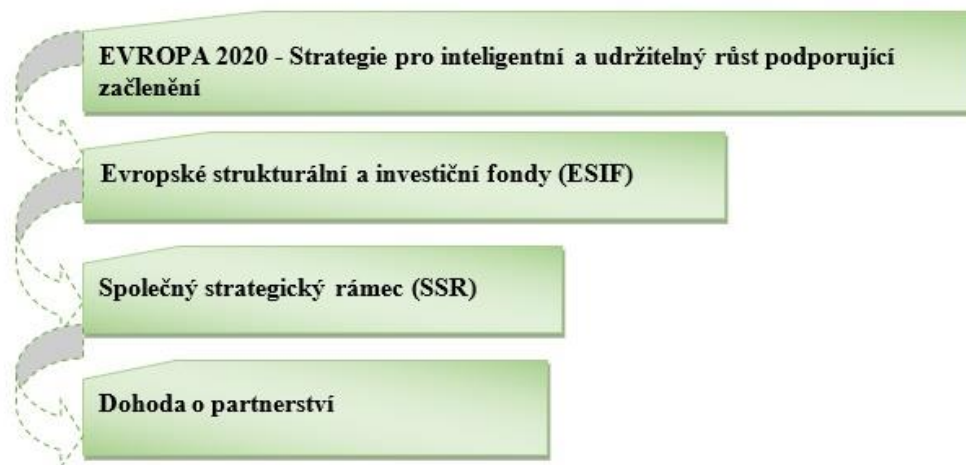 EVROPA 2020 - Strategie pro inteligentní a udržitelný růst podporující
začlenění
Evropské strukturální a investiční fondy (ESIF)
Společný strategický rámec (SSR)
Dohoda o partnerství